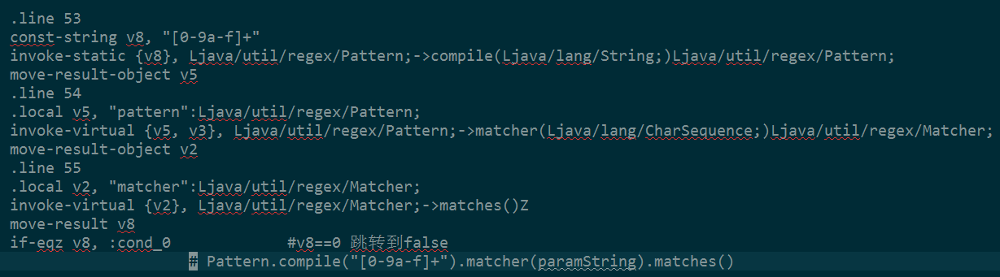 .line 53
const-string v8, "[0-9a-f]+"
invoke-static {v8}, Ljava/util/regex/Pattern;->compile(Ljava/lang/String;)Ljava/util/regex/Pattern;
move-result-object v5
.line 54
.local v5, "pattern":Ljava/util/regex/Pattern;
invoke-virtual {v5, v3}, Ljava/util/regex/Pattern;->matcher(Ljava/lang/CharSequence;)Ljava/util/regex/Matcher;
move-result-object v2
.line 55
.local v2, "matcher":Ljava/util/regex/Matcher;
invoke-virtual {v2}, Ljava/util/regex/Matcher;->matches()Z
move-result v8
if-eqz v8, :cond_0 #v8==0 跳转到false
# Pattern.compile("[0-9a-f]+").matcher(paramString).matches()